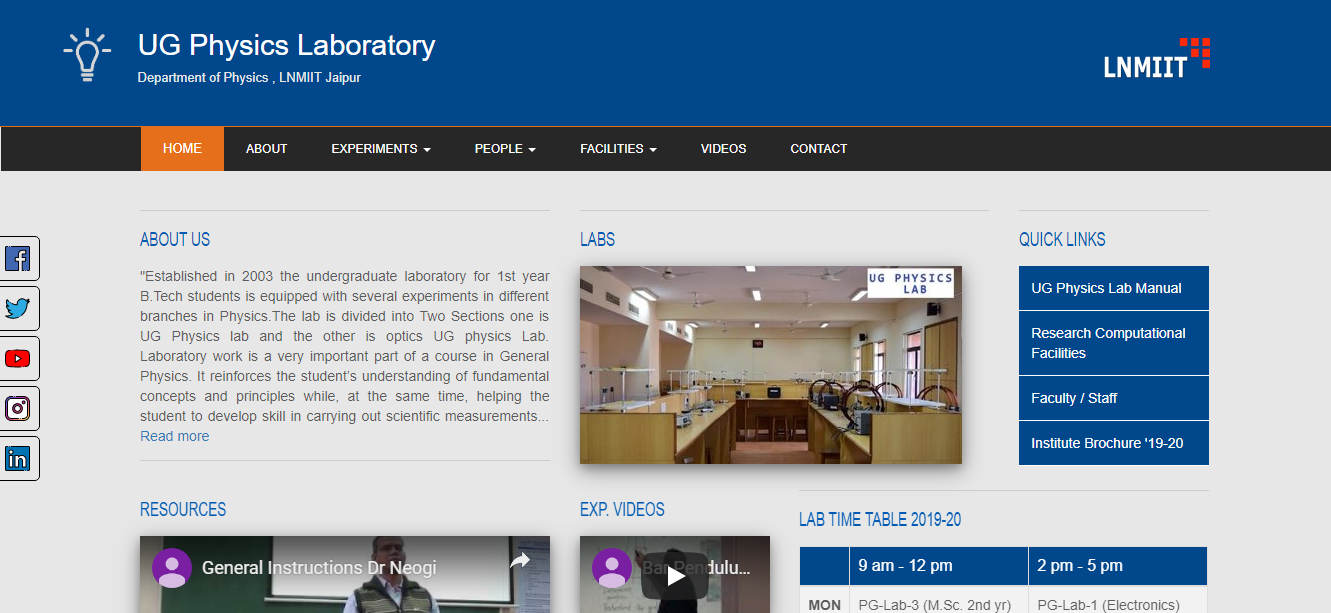 UG Physics Laboratory
Department of Physics , LNMIIT Jaipur
LNMIIT
HOME ABOUT EXPERIMENTS PEOPLE FACILITIES VIDEOS CONTACT
ABOUT US
"Established in 2003 the undergraduate laboratory for 1st year
B.Tech students is equipped with several experiments in different
branches in Physics.The lab is divided into Two Sections one is
UG Physics lab and the other is optics UG physics Lab.
Laboratory work is a very important part of a course in General
Physics. It reinforces the student's understanding of fundamental
concepts and principles while, at the same time, helping the
student to develop skill in carrying out scientific measurements...
Read more
LABS
UG PHYSICS
LAB
QUICK LINKS
UG Physics Lab Manual
Research Computational
Facilities
Faculty / Staff
Institute Brochure '19-20
in
RESOURCES
General Instructions Dr Neogi
EXP. VIDEOS
Bar Pendulu...
LAB TIME TABLE 2019-20
9 am - 12 pm 2 pm - 5 pm
MON PG-Lab-3 (M.Sc. 2nd yr) PG-Lab-1 (Electronics)